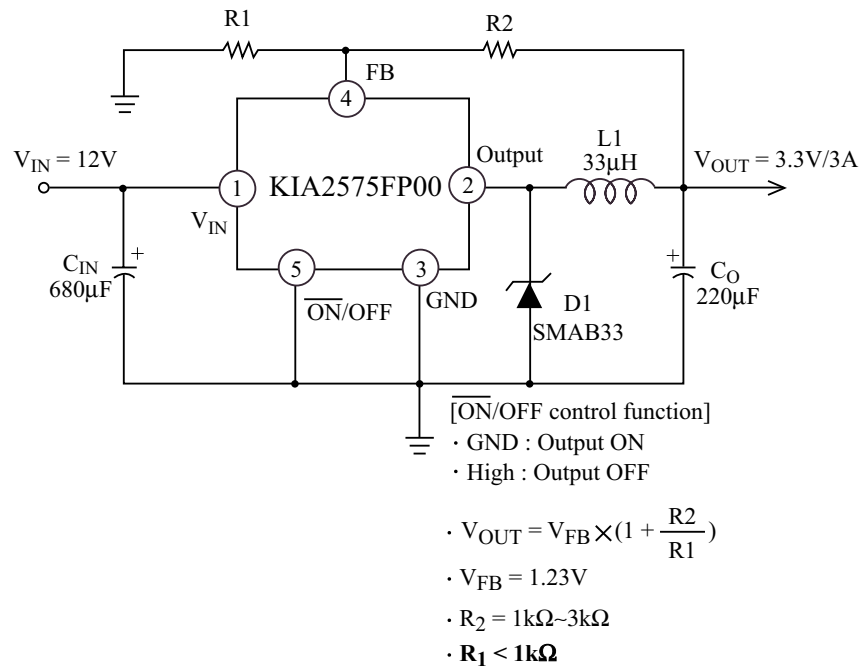 R1
R2
FB
4
V_IN = 12V
Output
L1
33μH
V_OUT = 3.3V/3A
1
KIA2575FP00
2
V_IN
C_IN
680μF
+
5
3
ON/OFF
GND
D1
SMAB33
+
C_O
220μF
[ON/OFF control function]
· GND : Output ON
· High : Output OFF
· V_OUT = V_FB ×(1 + R2/R1)
· V_FB = 1.23V
· R_2 = 1kΩ~3kΩ
· R_1 < 1kΩ